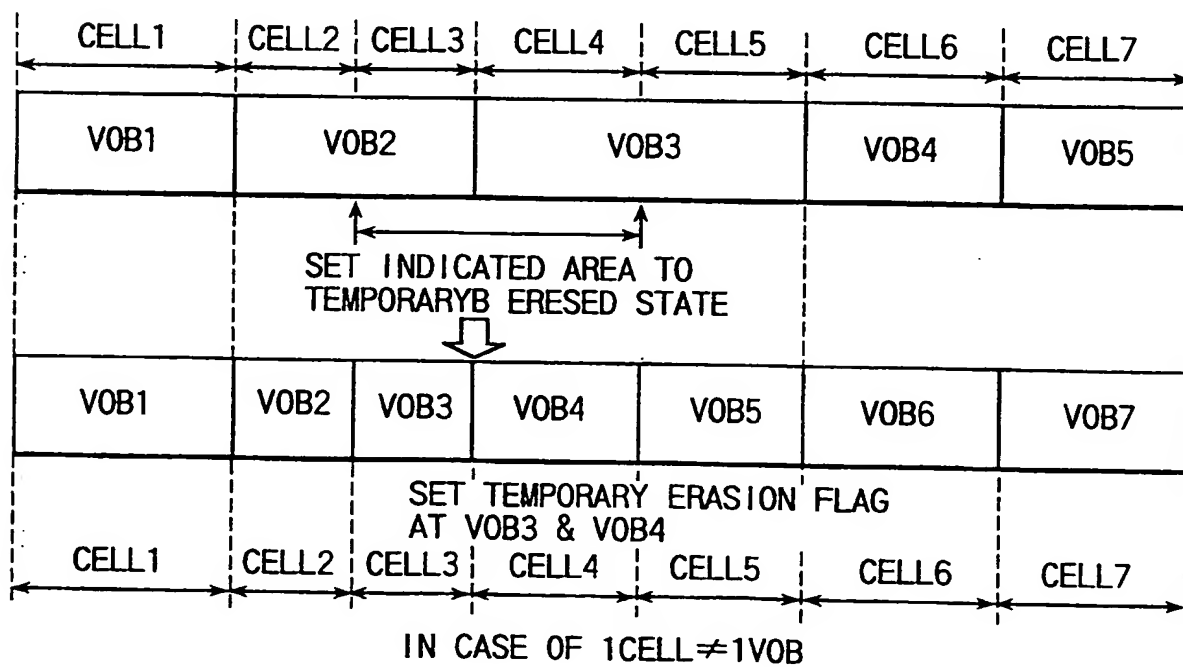 CELL1 CELL2 CELL3 CELL4 CELL5 CELL6 CELL7
VOB1 VOB2 VOB3 VOB4 VOB5
SET INDICATED AREA TO
TEMPORARYB ERESED STATE
VOB1 VOB2 VOB3 VOB4 VOB5 VOB6 VOB7
SET TEMPORARY ERASION FLAG
AT VOB3 & VOB4
CELL1 CELL2 CELL3 CELL4 CELL5 CELL6 CELL7
IN CASE OF 1CELL≠1VOB